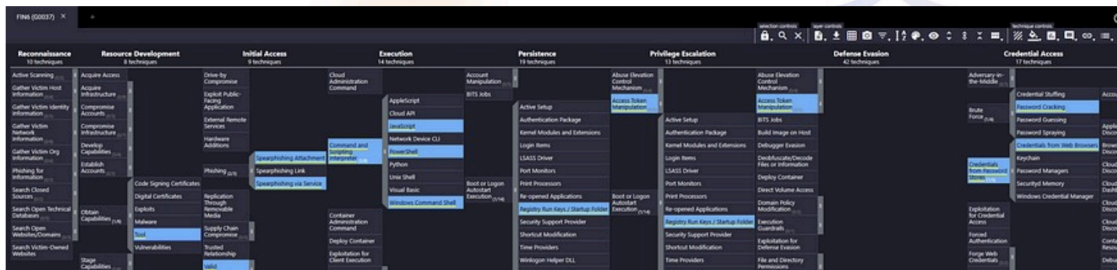 FIN6 (G0037) ×
+
selection controls
layer controls
technique controls
Reconnaissance
10 techniques
Resource Development
8 techniques
Initial Access
9 techniques
Execution
14 techniques
Persistence
19 techniques
Privilege Escalation
13 techniques
Defense Evasion
42 techniques
Credential Access
17 techniques
Active Scanning
Gather Victim Host
Information
Gather Victim Identity
Information
Gather Victim
Network
Information
Gather Victim Org
Information
Phishing for
Information
Search Closed
Sources
Search Open Technical
Databases
Search Open
Websites/Domains
Search Victim-Owned
Websites
Acquire Access
Acquire
Infrastructure
Compromise
Accounts
Compromise
Infrastructure
Develop
Capabilities
Establish
Accounts
Obtain
Capabilities
Stage
Capabilities
Code Signing Certificates
Digital Certificates
Exploits
Malware
Tool
Vulnerabilities
Drive-by
Compromise
Exploit Public-
Facing
Application
External Remote
Services
Hardware
Additions
Phishing
Replication
Through
Removable
Media
Supply Chain
Compromise
Trusted
Relationship
Valid
Spearphishing Attachment
Spearphishing Link
Spearphishing via Service
Cloud
Administration
Command
Command and
Scripting
Interpreter
Container
Administration
Command
Deploy Container
Exploitation for
Client Execution
AppleScript
Cloud API
JavaScript
Network Device CLI
PowerShell
Python
Unix Shell
Visual Basic
Windows Command Shell
Account
Manipulation
BITS Jobs
Boot or Logon
Autostart
Execution
Active Setup
Authentication Package
Kernel Modules and Extensions
Login Items
LSASS Driver
Port Monitors
Print Processors
Re-opened Applications
Registry Run Keys / Startup Folder
Security Support Provider
Shortcut Modification
Time Providers
Winlogon Helper DLL
Abuse Elevation
Control
Mechanism
Access Token
Manipulation
Boot or Logon
Autostart
Execution
Active Setup
Authentication Package
Kernel Modules and Extensions
Login Items
LSASS Driver
Port Monitors
Print Processors
Re-opened Applications
Registry Run Keys / Startup Folder
Security Support Provider
Shortcut Modification
Time Providers
Abuse Elevation
Control
Mechanism
Access Token
Manipulation
BITS Jobs
Build Image on Host
Debugger Evasion
Deobfuscate/Decode
Files or Information
Deploy Container
Direct Volume Access
Domain Policy
Modification
Execution
Guardrails
Exploitation for
Defense Evasion
File and Directory
Permissions
Adversary-in-
the-Middle
Brute
Force
Credentials
from Password
Stores
Exploitation
for Credential
Access
Forced
Authentication
Forge Web
Credentials
Credential Stuffing
Password Cracking
Password Guessing
Password Spraying
Credentials from Web Browsers
Keychain
Password Managers
Securityd Memory
Windows Credential Manager